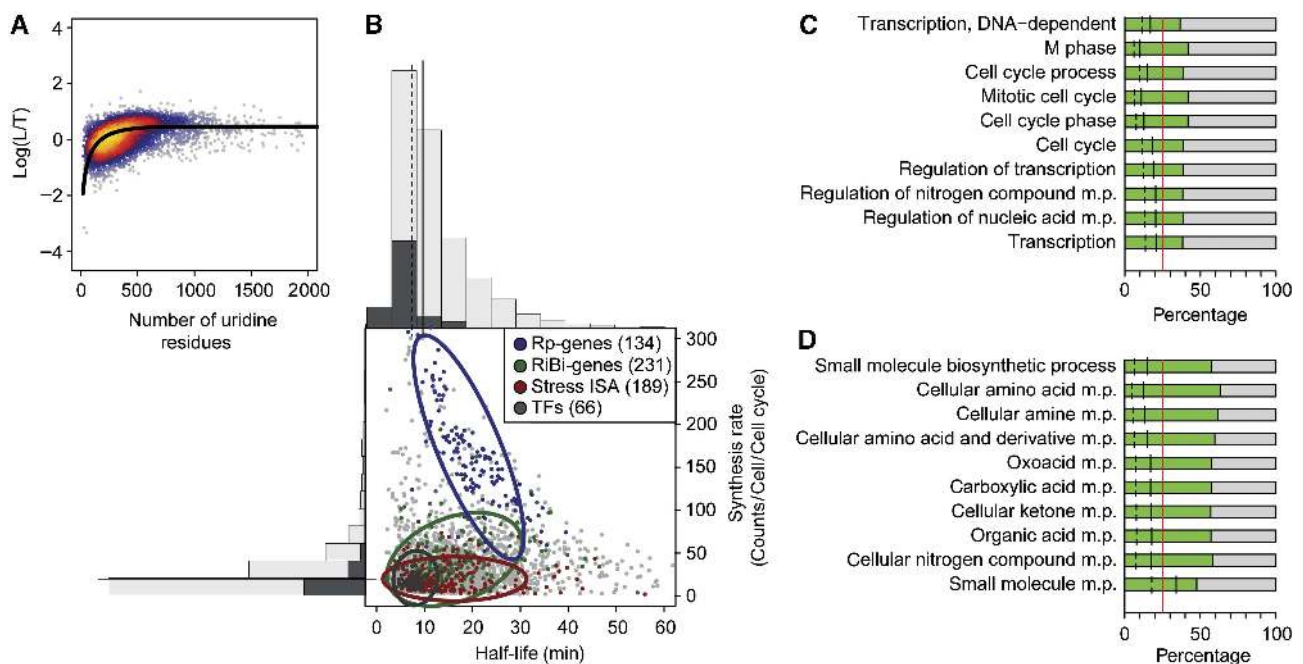 A
Log(L/T)
4
2
0
−2
−4
0
500
1000
1500
2000
Number of uridine
residues
B
Rp-genes (134)
RiBi-genes (231)
Stress ISA (189)
TFs (66)
300
250
200
150
100
50
0
Synthesis rate
(Counts/Cell/Cell cycle)
0
10
20
30
40
50
60
Half-life (min)
C
Transcription, DNA−dependent
M phase
Cell cycle process
Mitotic cell cycle
Cell cycle phase
Cell cycle
Regulation of transcription
Regulation of nitrogen compound m.p.
Regulation of nucleic acid m.p.
Transcription
0
20
60
100
Percentage
D
Small molecule biosynthetic process
Cellular amino acid m.p.
Cellular amine m.p.
Cellular amino acid and derivative m.p.
Oxoacid m.p.
Carboxylic acid m.p.
Cellular ketone m.p.
Organic acid m.p.
Cellular nitrogen compound m.p.
Small molecule m.p.
0
20
60
100
Percentage